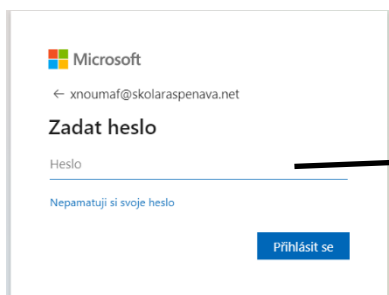 Microsoft
← xnoumaf@skolaraspenava.net
Zadat heslo
Heslo
Nepamatuji si svoje heslo
Přihlásit se